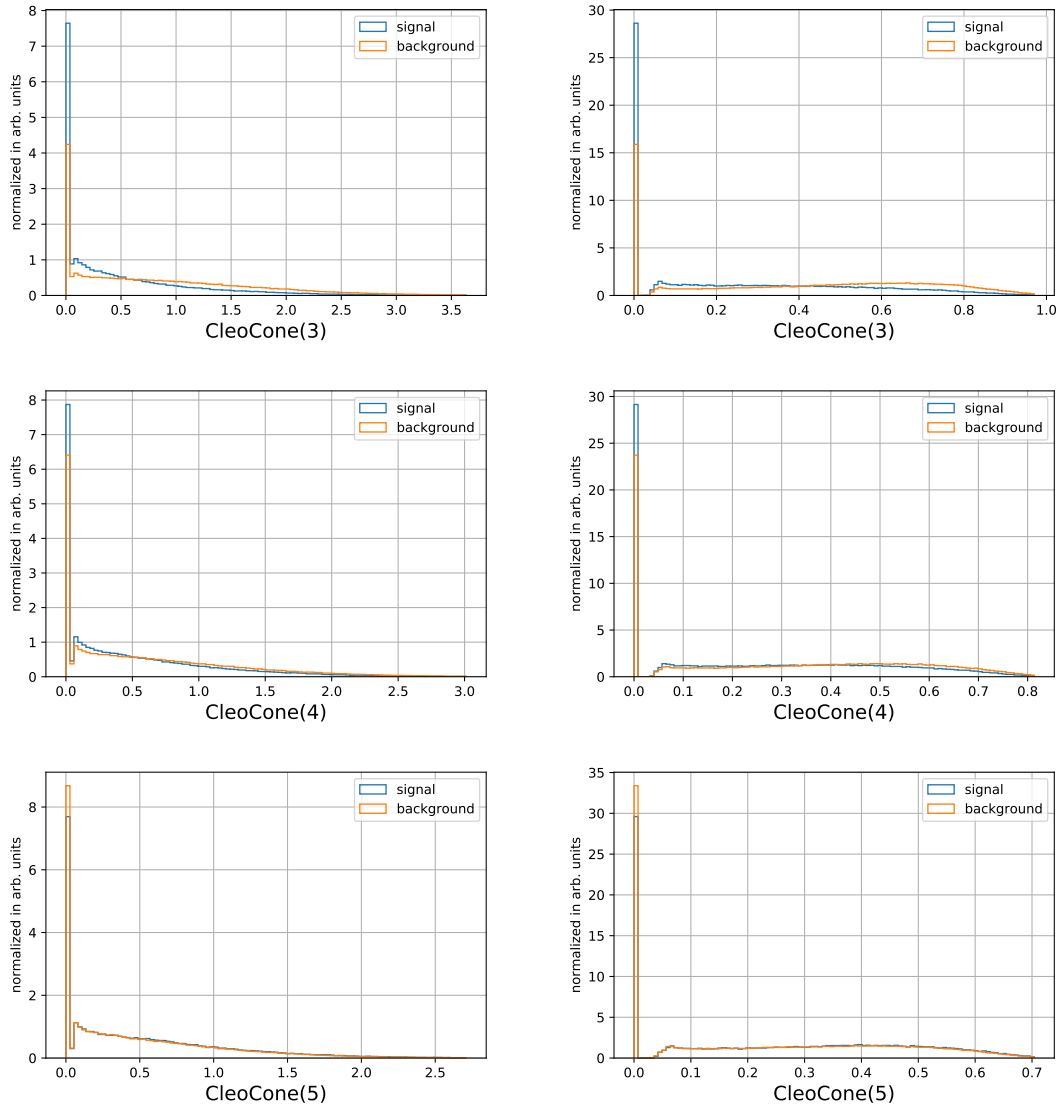 8
7
6
5
4
3
2
1
0
normalized in arb. units
signal
background
0.0 0.5 1.0 1.5 2.0 2.5 3.0 3.5
CleoCone(3)
30
25
20
15
10
5
0
normalized in arb. units
signal
background
0.0 0.2 0.4 0.6 0.8 1.0
CleoCone(3)
8
7
6
5
4
3
2
1
0
normalized in arb. units
signal
background
0.0 0.5 1.0 1.5 2.0 2.5 3.0
CleoCone(4)
30
25
20
15
10
5
0
normalized in arb. units
signal
background
0.0 0.1 0.2 0.3 0.4 0.5 0.6 0.7 0.8
CleoCone(4)
8
6
4
2
0
normalized in arb. units
signal
background
0.0 0.5 1.0 1.5 2.0 2.5
CleoCone(5)
35
30
25
20
15
10
5
0
normalized in arb. units
signal
background
0.0 0.1 0.2 0.3 0.4 0.5 0.6 0.7
CleoCone(5)